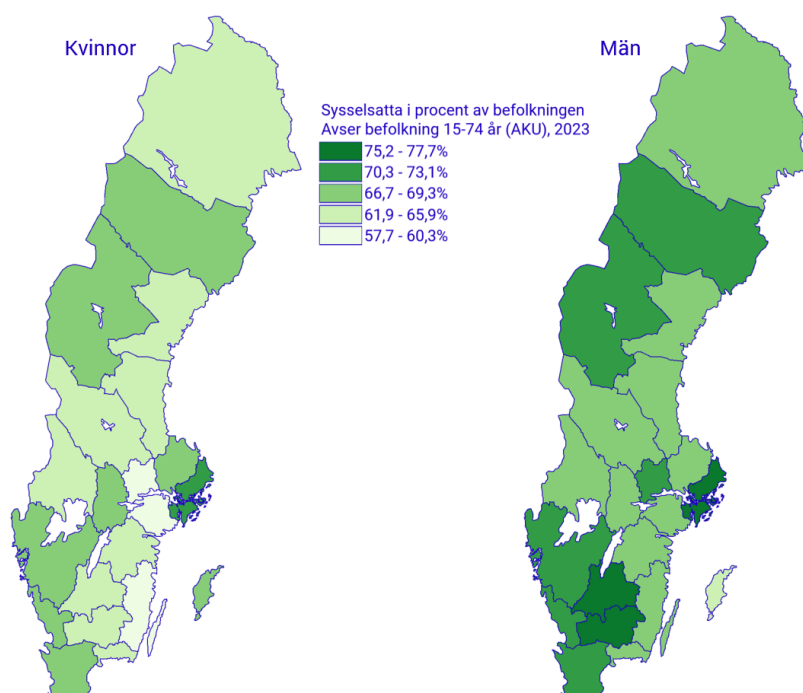 Kvinnor
Män
Sysselsatta i procent av befolkningen
Avser befolkning 15-74 år (AKU), 2023
75,2 - 77,7%
70,3 - 73,1%
66,7 - 69,3%
61,9 - 65,9%
57,7 - 60,3%